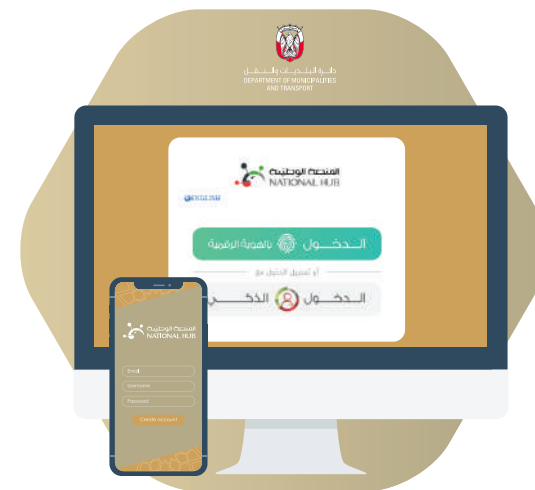 دائرة البلديات والنقل
DEPARTMENT OF MUNICIPALITIES
AND TRANSPORT
المنصة الوطنية
NATIONAL HUB
ENGLISH
الدخول بالهوية الرقمية
أو تسجيل الدخول مع
الدخول الذكي
المنصة الوطنية
NATIONAL HUB
Email
Username
Password
Create account